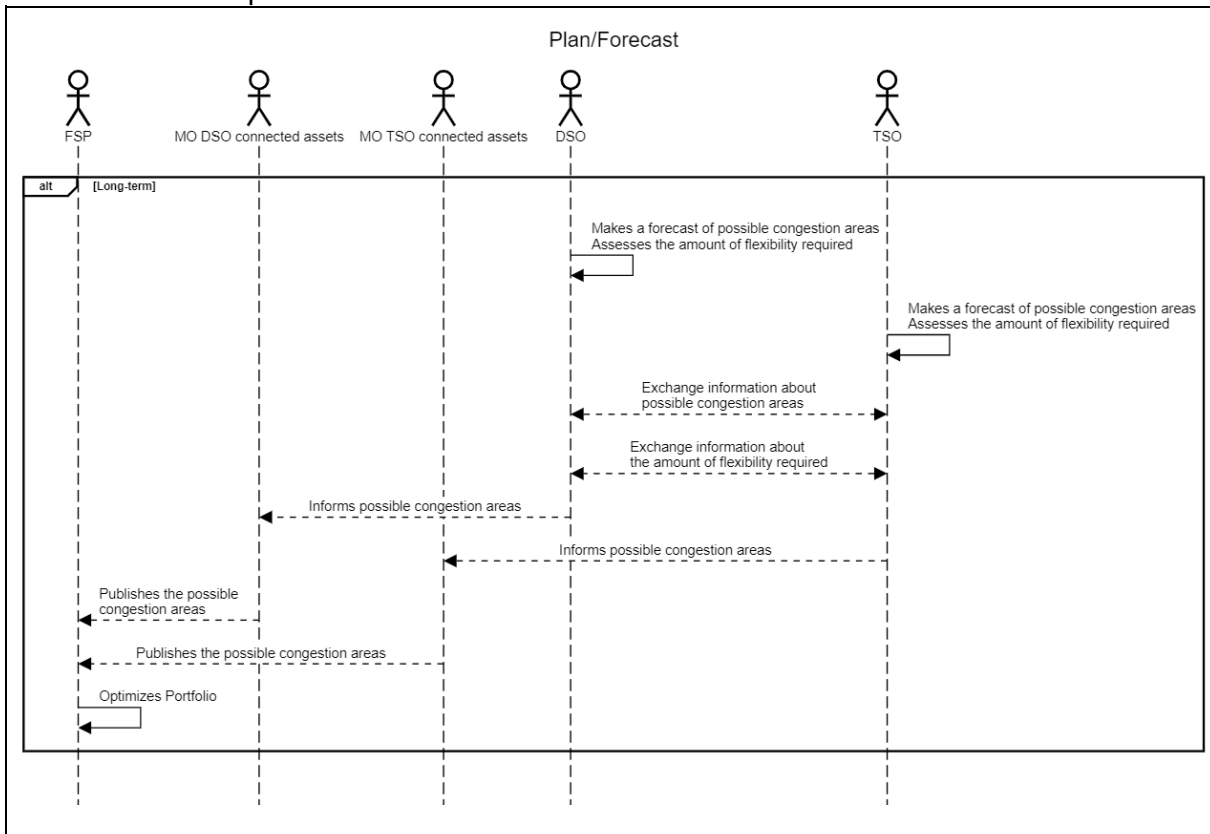 Plan/Forecast
FSP
MO DSO connected assets
MO TSO connected assets
DSO
TSO
alt
[Long-term]
Makes a forecast of possible congestion areas
Assesses the amount of flexibility required
Makes a forecast of possible congestion areas
Assesses the amount of flexibility required
Exchange information about
possible congestion areas
Exchange information about
the amount of flexibility required
Informs possible congestion areas
Informs possible congestion areas
Publishes the possible
congestion areas
Publishes the possible congestion areas
Optimizes Portfolio